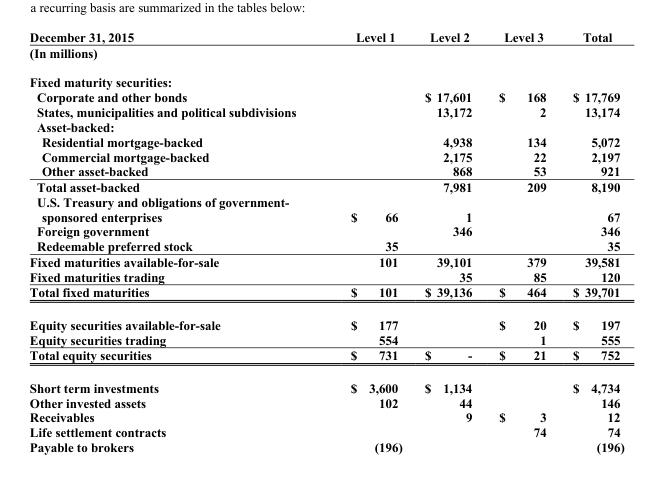 a recurring basis are summarized in the tables below:
December 31, 2015 Level 1 Level 2 Level 3 Total
(In millions)
Fixed maturity securities:
Corporate and other bonds $ 17,601 $ 168 $ 17,769
States, municipalities and political subdivisions 13,172 2 13,174
Asset-backed:
Residential mortgage-backed 4,938 134 5,072
Commercial mortgage-backed 2,175 22 2,197
Other asset-backed 868 53 921
Total asset-backed 7,981 209 8,190
U.S. Treasury and obligations of government-
sponsored enterprises $ 66 1 67
Foreign government 346 346
Redeemable preferred stock 35 35
Fixed maturities available-for-sale 101 39,101 379 39,581
Fixed maturities trading 35 85 120
Total fixed maturities $ 101 $ 39,136 $ 464 $ 39,701
Equity securities available-for-sale $ 177 $ 20 $ 197
Equity securities trading 554 1 555
Total equity securities $ 731 $ - $ 21 $ 752
Short term investments $ 3,600 $ 1,134 $ 4,734
Other invested assets 102 44 146
Receivables 9 $ 3 12
Life settlement contracts 74 74
Payable to brokers (196) (196)